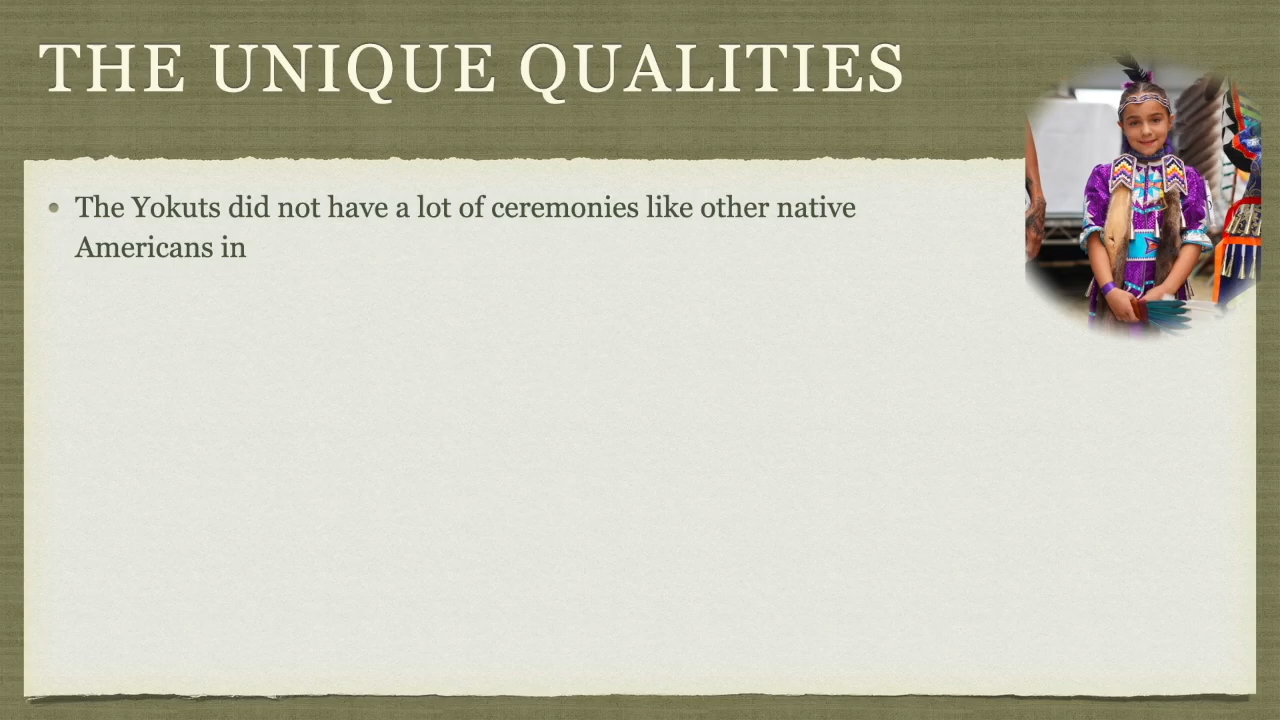 THE UNIQUE QUALITIES
• The Yokuts did not have a lot of ceremonies like other native
Americans in